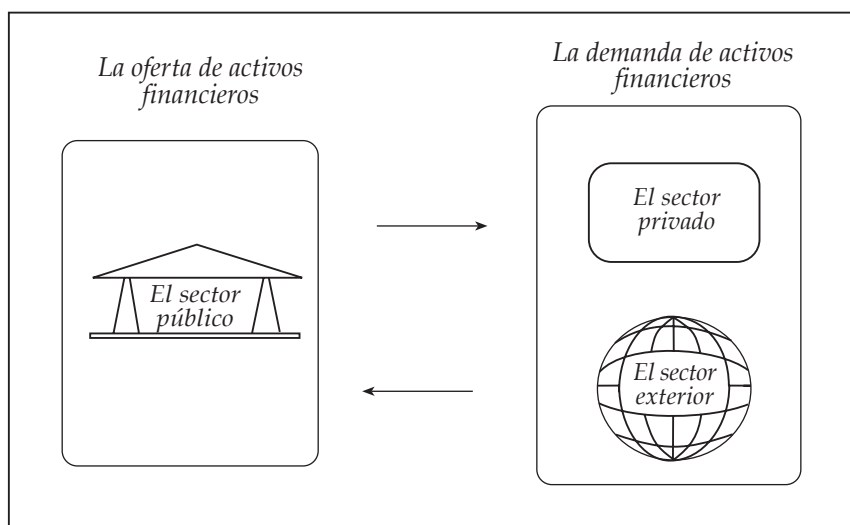 La oferta de activos
financieros
La demanda de activos
financieros
El sector
privado
El sector
público
El sector
exterior